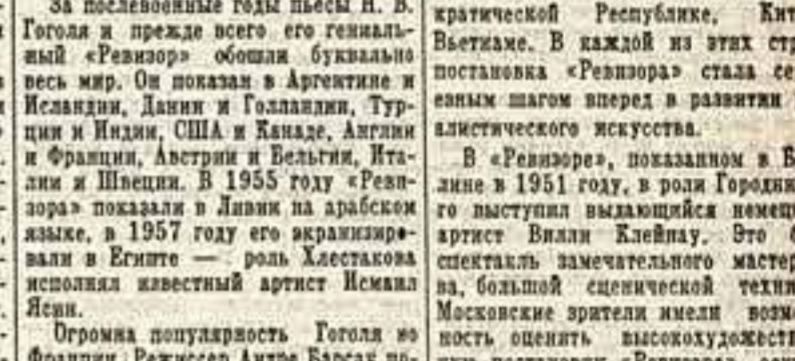 За послевоенные годы пьесы Н. В.
Гоголя и прежде всего его гениаль-
ный «Ревизор» обошли буквально
весь мир. Он показан в Аргентине и
Исландии, Дании и Голландии, Тур-
ции и Индии, США и Канаде, Англии
и Франции, Австрии и Бельгии, Ита-
лии и Швеции. В 1955 году «Реви-
зора» показали в Ливии на арабском
языке, в 1957 году его экранизиро-
вали в Египте — роль Хлестакова
исполнял известный артист Исмаил
Ясин.
Огромна популярность Гоголя во
Франции. Режиссер Андре Барсак по-
кратической Республике, Кит
Вьетнаме. В каждой из этих стр
постановка «Ревизора» стала се
езным шагом вперед в развитии
алистического искусства.
В «Ревизоре», показанном в Б
лине в 1951 году, в роли Городни
го выступил выдающийся немец
артист Вилли Клейнау. Это
спектакль замечательного мастер
ва, большой сценической техни
Московские зрители имели возмо
ность оценить высокохудожеств